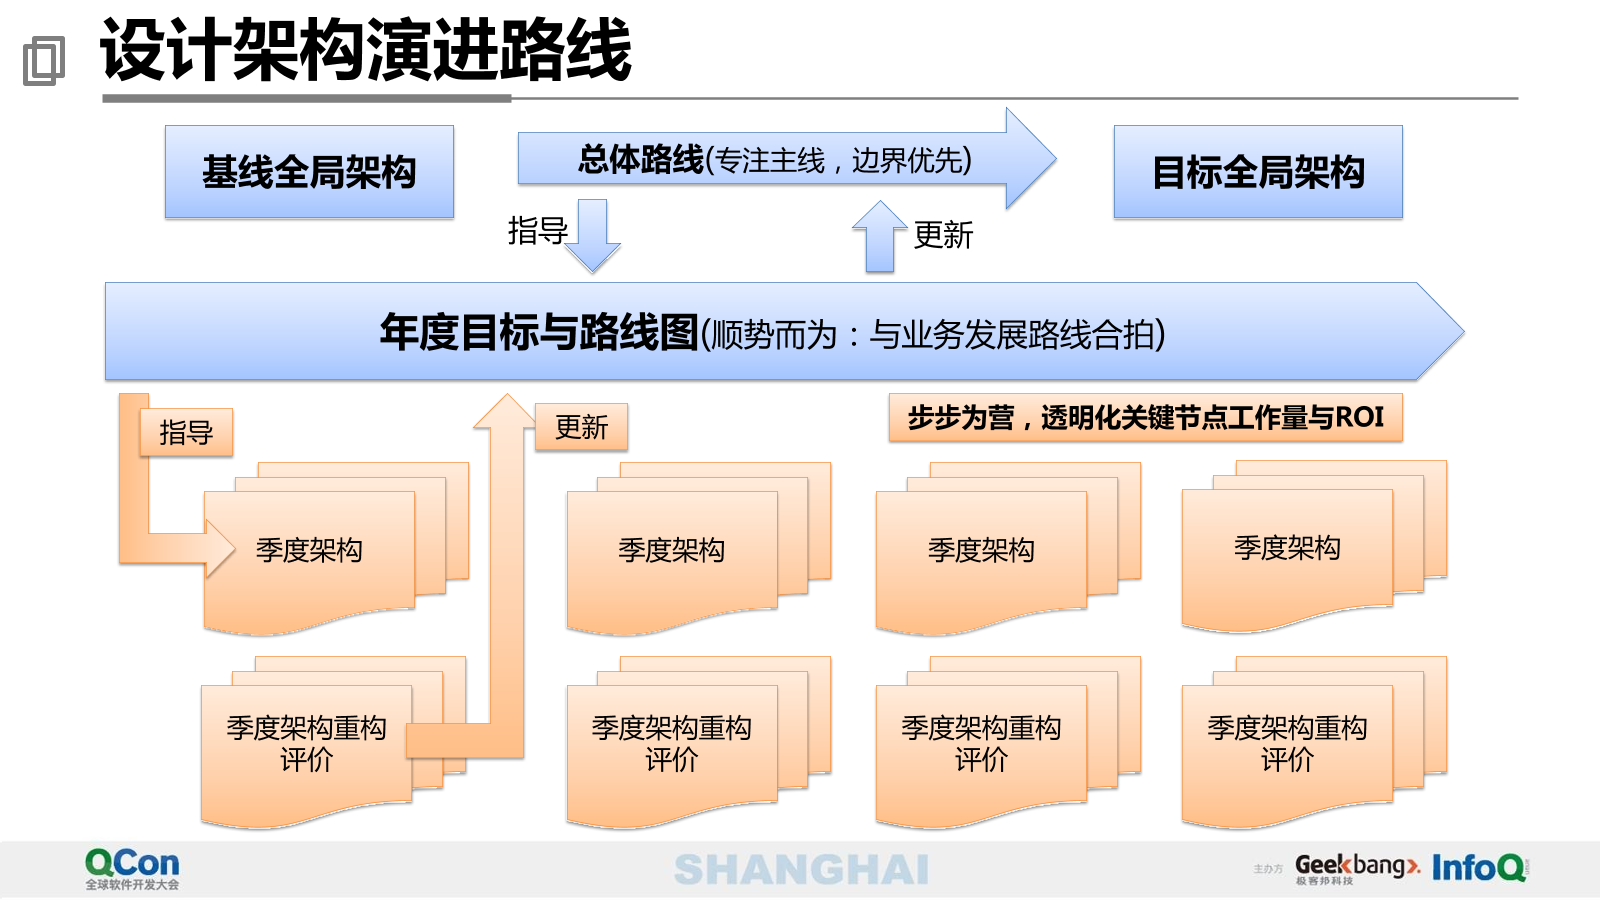 设计架构演进路线
基线全局架构
总体路线(专注主线，边界优先)
目标全局架构
指导
更新
年度目标与路线图(顺势而为：与业务发展路线合拍)
指导
更新
步步为营，透明化关键节点工作量与ROI
季度架构
季度架构
季度架构
季度架构
季度架构重构
评价
季度架构重构
评价
季度架构重构
评价
季度架构重构
评价
QCon
全球软件开发大会
SHANGHAI
主办方
Geekbang>.
极客邦科技
InfoQ